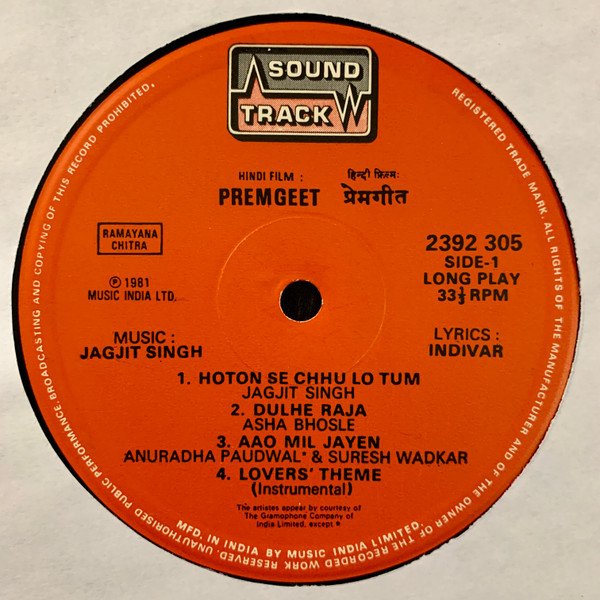 SOUND
TRACK
HINDI FILM :
PREMGEET
हिन्दी फ़िल्मः
प्रेमगीत
RAMAYANA
CHITRA
℗ 1981
MUSIC INDIA LTD.
2392 305
SIDE-1
LONG PLAY
33⅓ RPM
MUSIC :
JAGJIT SINGH
LYRICS :
INDIVAR
1. HOTON SE CHHU LO TUM
JAGJIT SINGH
2. DULHE RAJA
ASHA BHOSLE
3. AAO MIL JAYEN
ANURADHA PAUDWAL* & SURESH WADKAR
4. LOVERS' THEME
(Instrumental)
The artistes appear by courtesy of
The Gramophone Company of
India Limited, except *
MFD. IN INDIA BY MUSIC INDIA LIMITED.
REGISTERED TRADE MARK. ALL RIGHTS OF THE MANUFACTURER AND OF THE OWNER OF THE RECORDED WORK RESERVED. UNAUTHORISED PUBLIC PERFORMANCE. BROADCASTING AND COPYING OF THIS RECORD PROHIBITED.